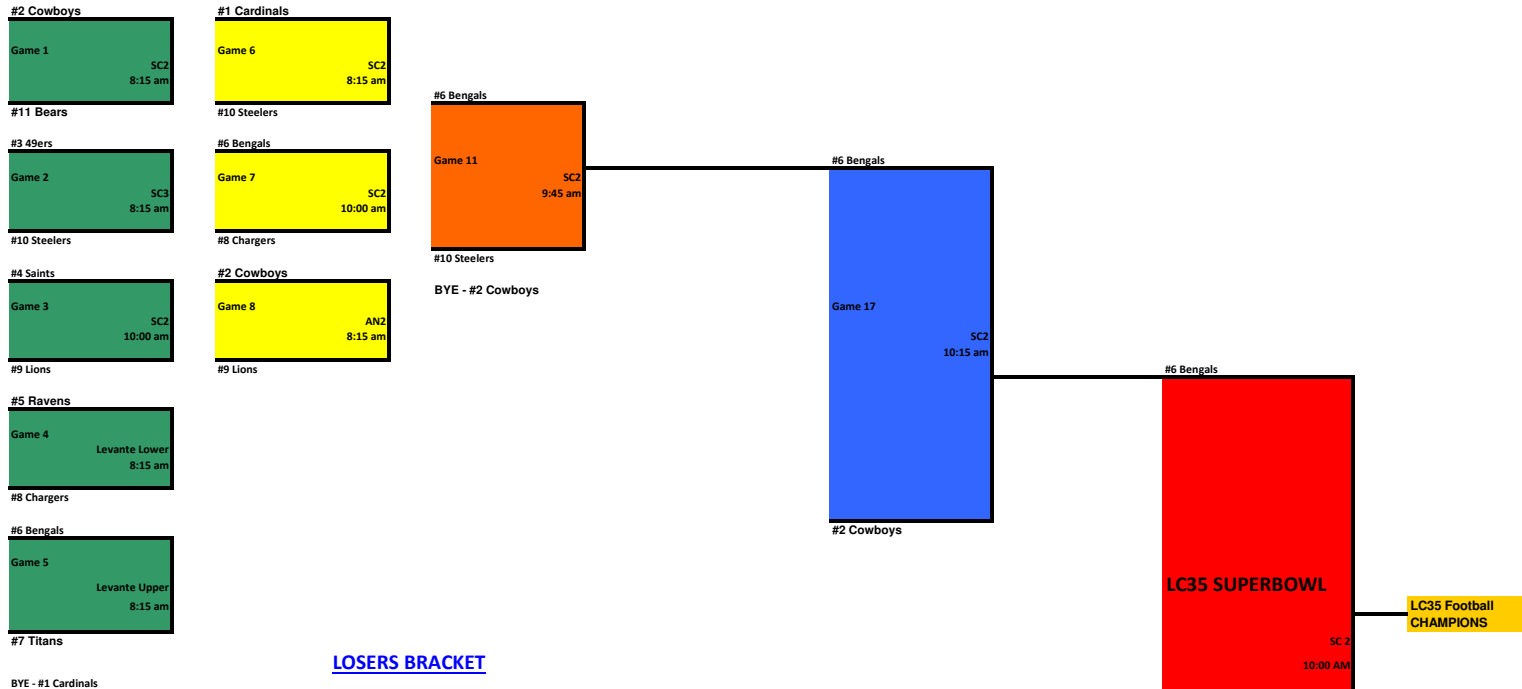 #2 Cowboys
Game 1
SC2
8:15 am
#11 Bears
#3 49ers
Game 2
SC3
8:15 am
#10 Steelers
#4 Saints
Game 3
SC2
10:00 am
#9 Lions
#5 Ravens
Game 4
Levante Lower
8:15 am
#8 Chargers
#6 Bengals
Game 5
Levante Upper
8:15 am
#7 Titans
BYE - #1 Cardinals
#1 Cardinals
Game 6
SC2
8:15 am
#10 Steelers
#6 Bengals
Game 7
SC2
10:00 am
#8 Chargers
#2 Cowboys
Game 8
AN2
8:15 am
#9 Lions
#6 Bengals
Game 11
SC2
9:45 am
#10 Steelers
BYE - #2 Cowboys
#6 Bengals
Game 17
SC2
10:15 am
#2 Cowboys
#6 Bengals
LC35 SUPERBOWL
SC 2
10:00 AM
LC35 Football
CHAMPIONS
LOSERS BRACKET